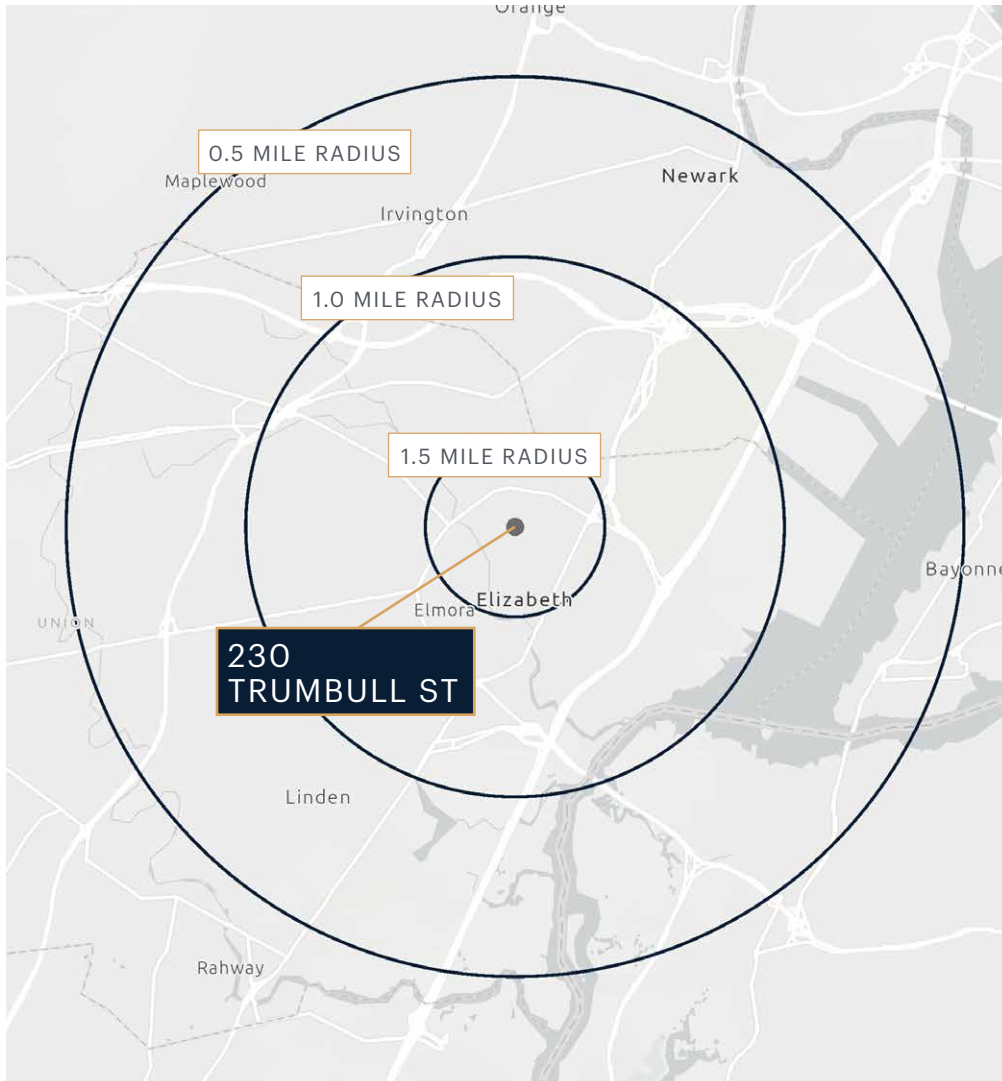 Orange
0.5 MILE RADIUS
Maplewood
Newark
Irvington
1.0 MILE RADIUS
1.5 MILE RADIUS
Bayonne
Elmora
Elizabeth
UNION
230
TRUMBULL ST
Linden
Rahway